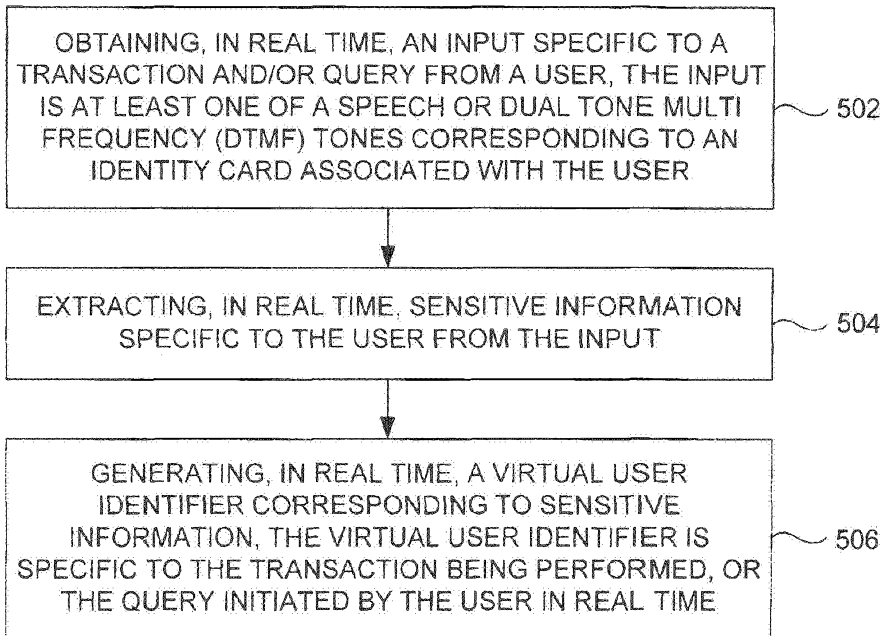 OBTAINING, IN REAL TIME, AN INPUT SPECIFIC TO A
TRANSACTION AND/OR QUERY FROM A USER, THE INPUT
IS AT LEAST ONE OF A SPEECH OR DUAL TONE MULTI
FREQUENCY (DTMF) TONES CORRESPONDING TO AN
IDENTITY CARD ASSOCIATED WITH THE USER
502
EXTRACTING, IN REAL TIME, SENSITIVE INFORMATION
SPECIFIC TO THE USER FROM THE INPUT
504
GENERATING, IN REAL TIME, A VIRTUAL USER
IDENTIFIER CORRESPONDING TO SENSITIVE
INFORMATION, THE VIRTUAL USER IDENTIFIER IS
SPECIFIC TO THE TRANSACTION BEING PERFORMED, OR
THE QUERY INITIATED BY THE USER IN REAL TIME
506